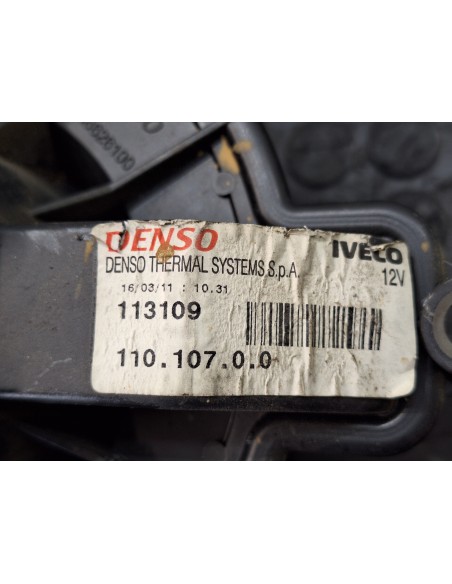 DENSO IVECO
DENSO THERMAL SYSTEMS S.p.A. 12V
16/03/11 : 10.31
113109
110.107.0.0